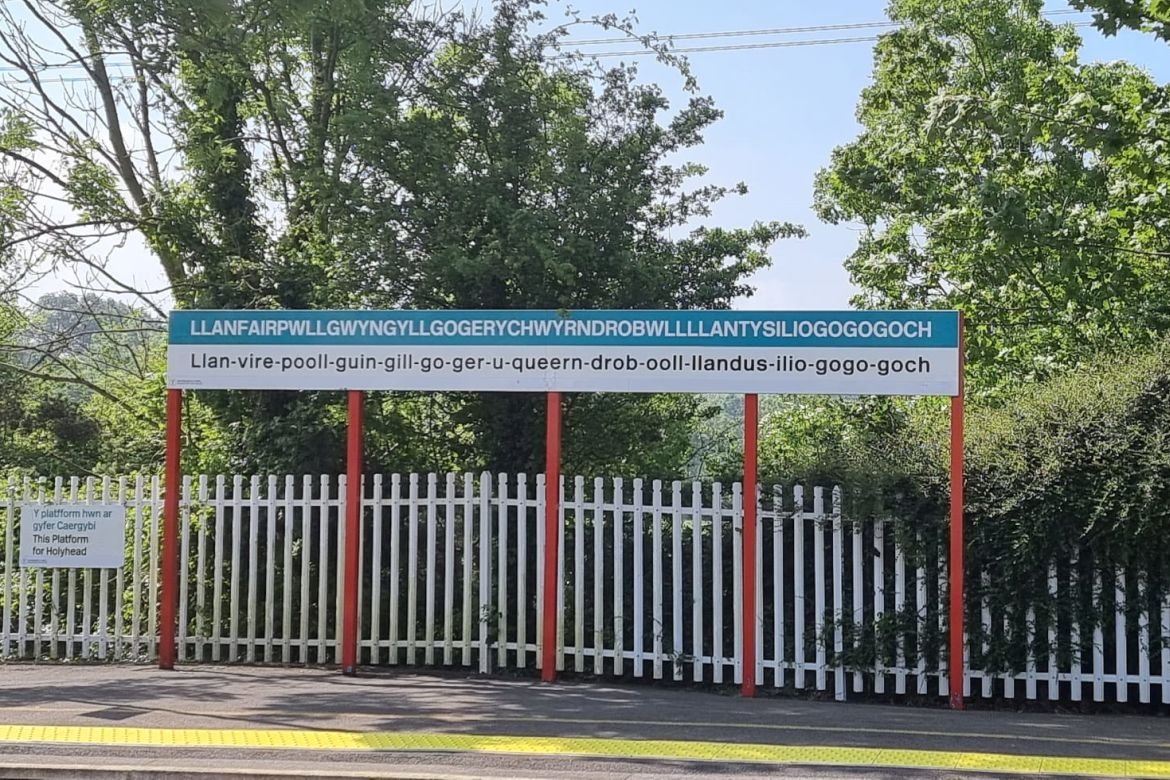 LLANFAIRPWLLGWYNGYLLGOGERYCHWYRNDROBWLLLLANTYSILIOGOGOGOCH
Llan-vire-pooll-guin-gill-go-ger-u-queern-drob-ooll-llandus-ilio-gogo-goch
Y platfform hwn ar
gyfer Caergybi
This Platform
for Holyhead